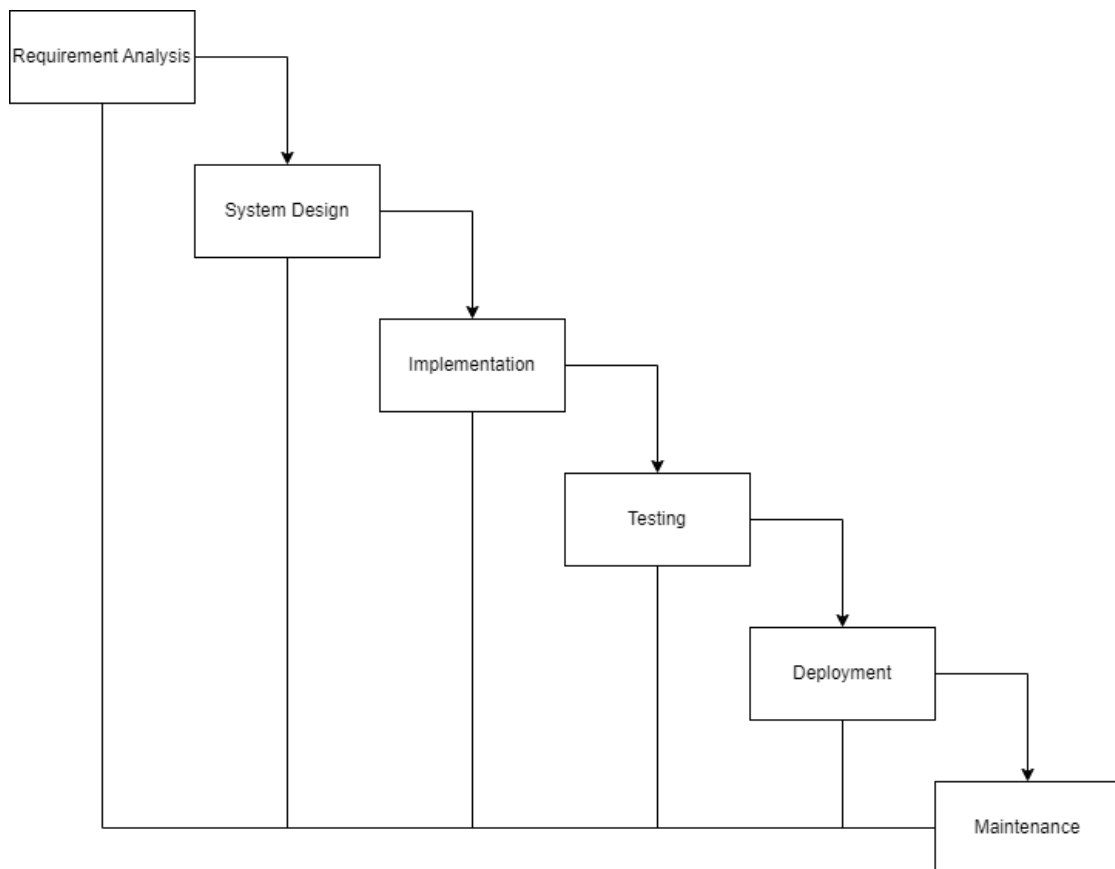 Requirement Analysis
System Design
Implementation
Testing
Deployment
Maintenance